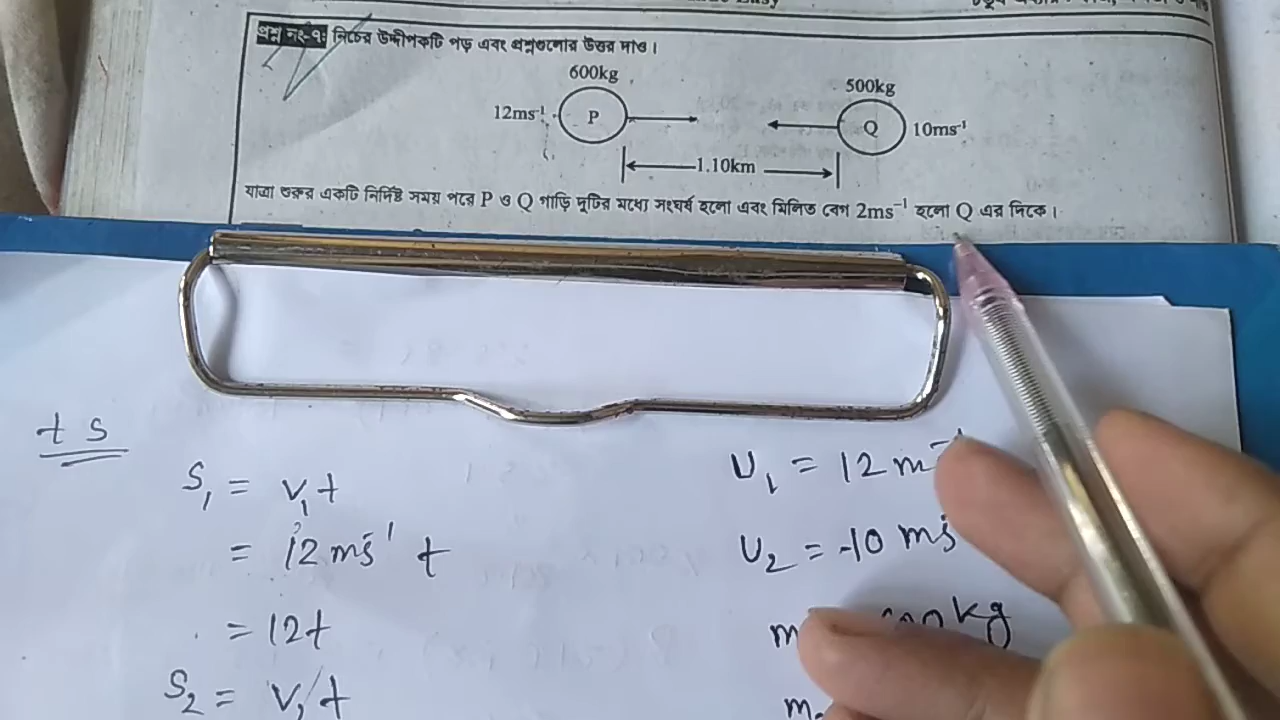 প্রশ্ন নং-৭। নিচের উদ্দীপকটি পড় এবং প্রশ্নগুলোর উত্তর দাও।
600kg
500kg
12ms⁻¹
P
Q
10ms⁻¹
1.10km
যাত্রা শুরুর একটি নির্দিষ্ট সময় পরে P ও Q গাড়ি দুটির মধ্যে সংঘর্ষ হলো এবং মিলিত বেগ 2ms⁻¹ হলো Q এর দিকে।
t s
S₁ = v₁t
= 12 ms⁻¹ t
= 12t
S₂ = v₂t
U₁ = 12 m
U₂ = -10 ms
kg